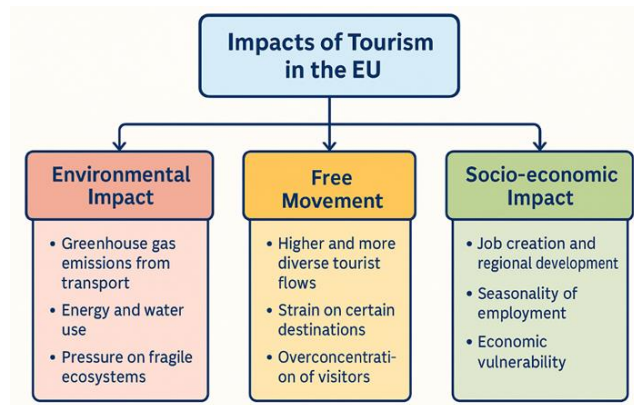 Impacts of Tourism
in the EU
Environmental
Impact
• Greenhouse gas
emissions from
transport
• Energy and water
use
• Pressure on fragile
ecosystems
Free
Movement
• Higher and more
diverse tourist
flows
• Strain on certain
destinations
• Overconcentrati-
on of visitors
Socio-economic
Impact
• Job creation and
regional development
• Seasonality of
employment
• Economic
vulnerability